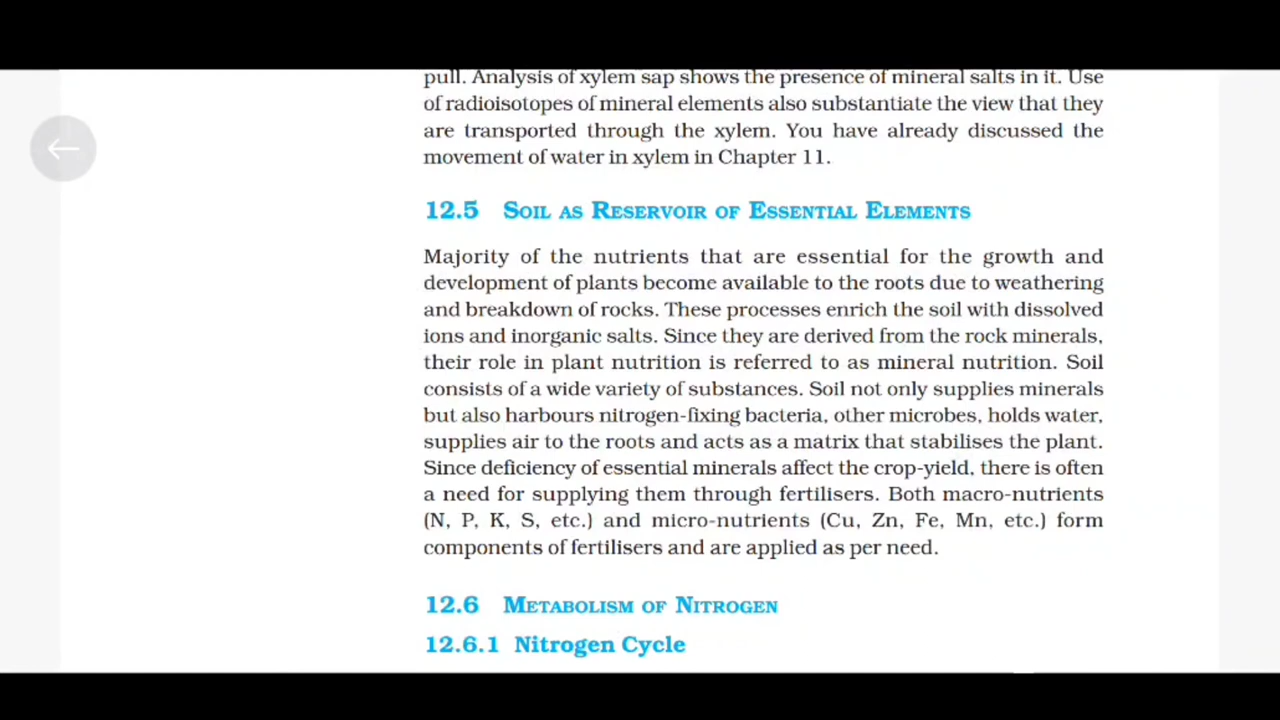 pull. Analysis of xylem sap shows the presence of mineral salts in it. Use
of radioisotopes of mineral elements also substantiate the view that they
are transported through the xylem. You have already discussed the
movement of water in xylem in Chapter 11.
12.5 SOIL AS RESERVOIR OF ESSENTIAL ELEMENTS
Majority of the nutrients that are essential for the growth and
development of plants become available to the roots due to weathering
and breakdown of rocks. These processes enrich the soil with dissolved
ions and inorganic salts. Since they are derived from the rock minerals,
their role in plant nutrition is referred to as mineral nutrition. Soil
consists of a wide variety of substances. Soil not only supplies minerals
but also harbours nitrogen-fixing bacteria, other microbes, holds water,
supplies air to the roots and acts as a matrix that stabilises the plant.
Since deficiency of essential minerals affect the crop-yield, there is often
a need for supplying them through fertilisers. Both macro-nutrients
(N, P, K, S, etc.) and micro-nutrients (Cu, Zn, Fe, Mn, etc.) form
components of fertilisers and are applied as per need.
12.6 METABOLISM OF NITROGEN
12.6.1 Nitrogen Cycle